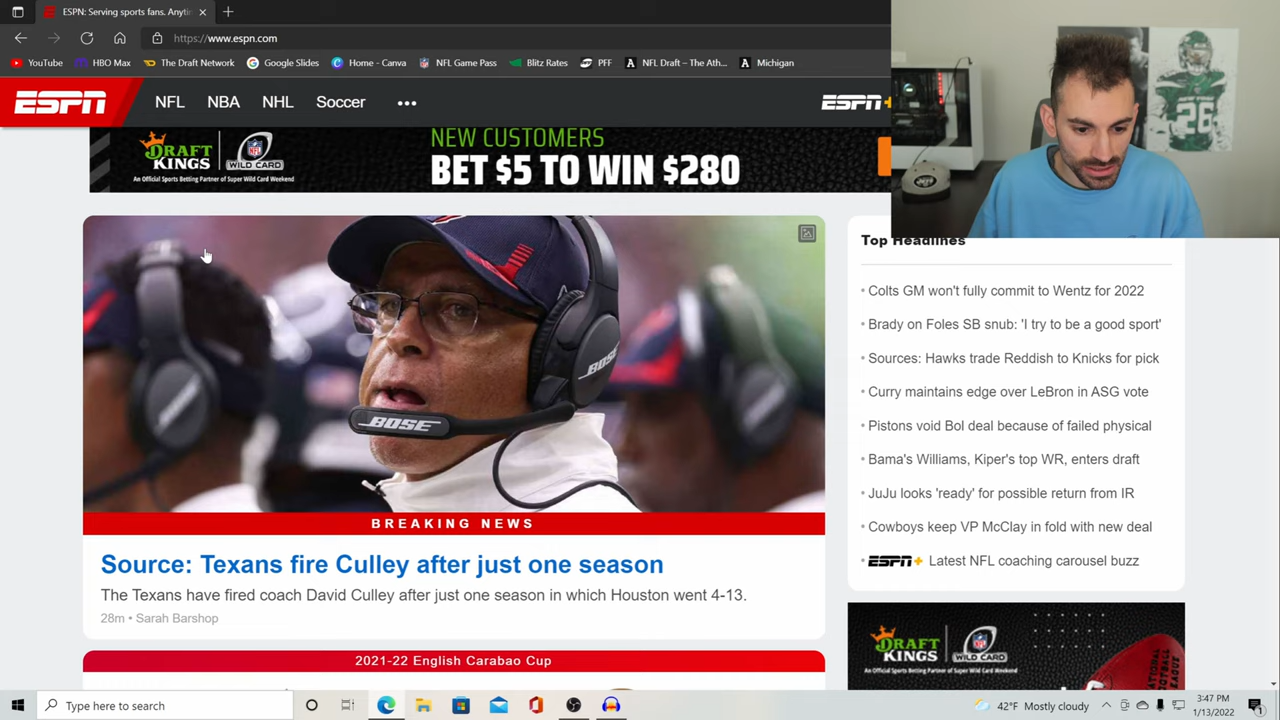 ESPN: Serving sports fans. Anytin
https://www.espn.com
YouTube
HBO Max
The Draft Network
Google Slides
Home - Canva
NFL Game Pass
Blitz Rates
PFF
NFL Draft – The Ath...
Michigan
ESPN
NFL
NBA
NHL
Soccer
ESPN+
DRAFT KINGS
NFL WILD CARD
An Official Sports Betting Partner of Super Wild Card Weekend
NEW CUSTOMERS
BET $5 TO WIN $280
NEW YORK
26
BOSE
BOSE
BREAKING NEWS
Source: Texans fire Culley after just one season
The Texans have fired coach David Culley after just one season in which Houston went 4-13.
28m • Sarah Barshop
2021-22 English Carabao Cup
Top Headlines
Colts GM won't fully commit to Wentz for 2022
Brady on Foles SB snub: 'I try to be a good sport'
Sources: Hawks trade Reddish to Knicks for pick
Curry maintains edge over LeBron in ASG vote
Pistons void Bol deal because of failed physical
Bama's Williams, Kiper's top WR, enters draft
JuJu looks 'ready' for possible return from IR
Cowboys keep VP McClay in fold with new deal
ESPN+ Latest NFL coaching carousel buzz
DRAFT KINGS
NFL WILD CARD
An Official Sports Betting Partner of Super Wild Card Weekend
Type here to search
42°F Mostly cloudy
3:47 PM
1/13/2022